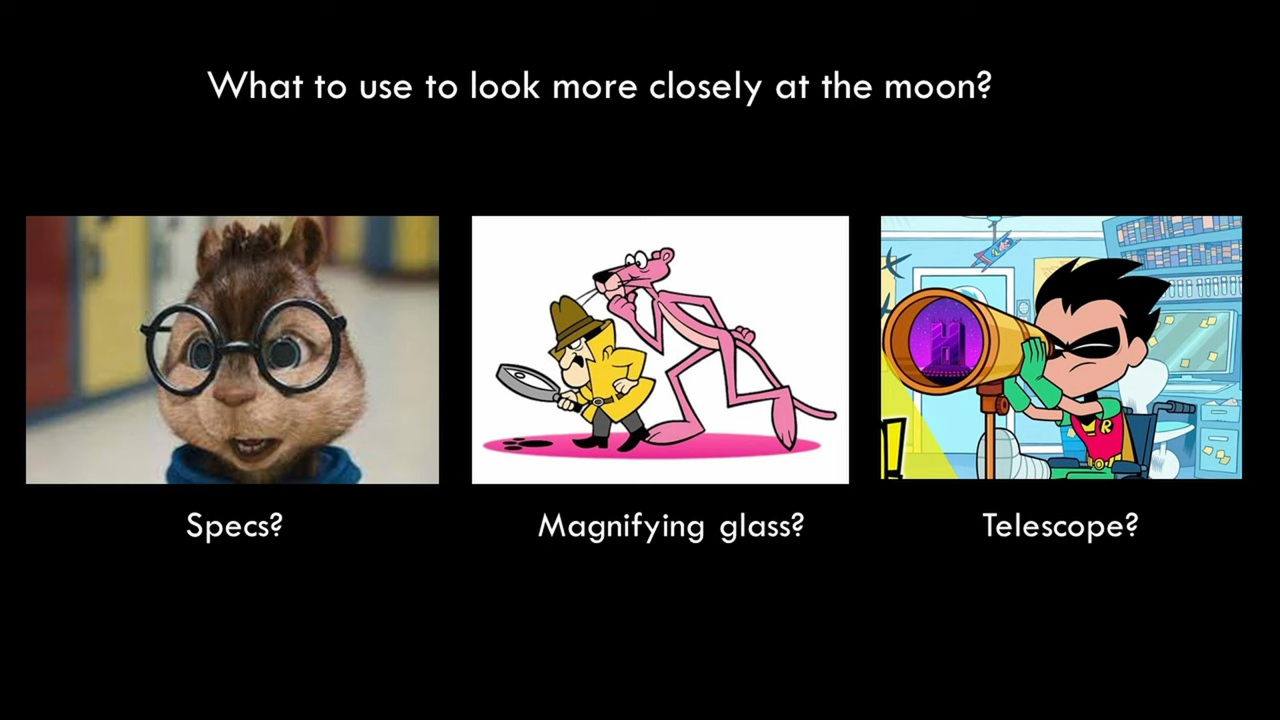 What to use to look more closely at the moon?
H
R
Specs?
Magnifying glass?
Telescope?